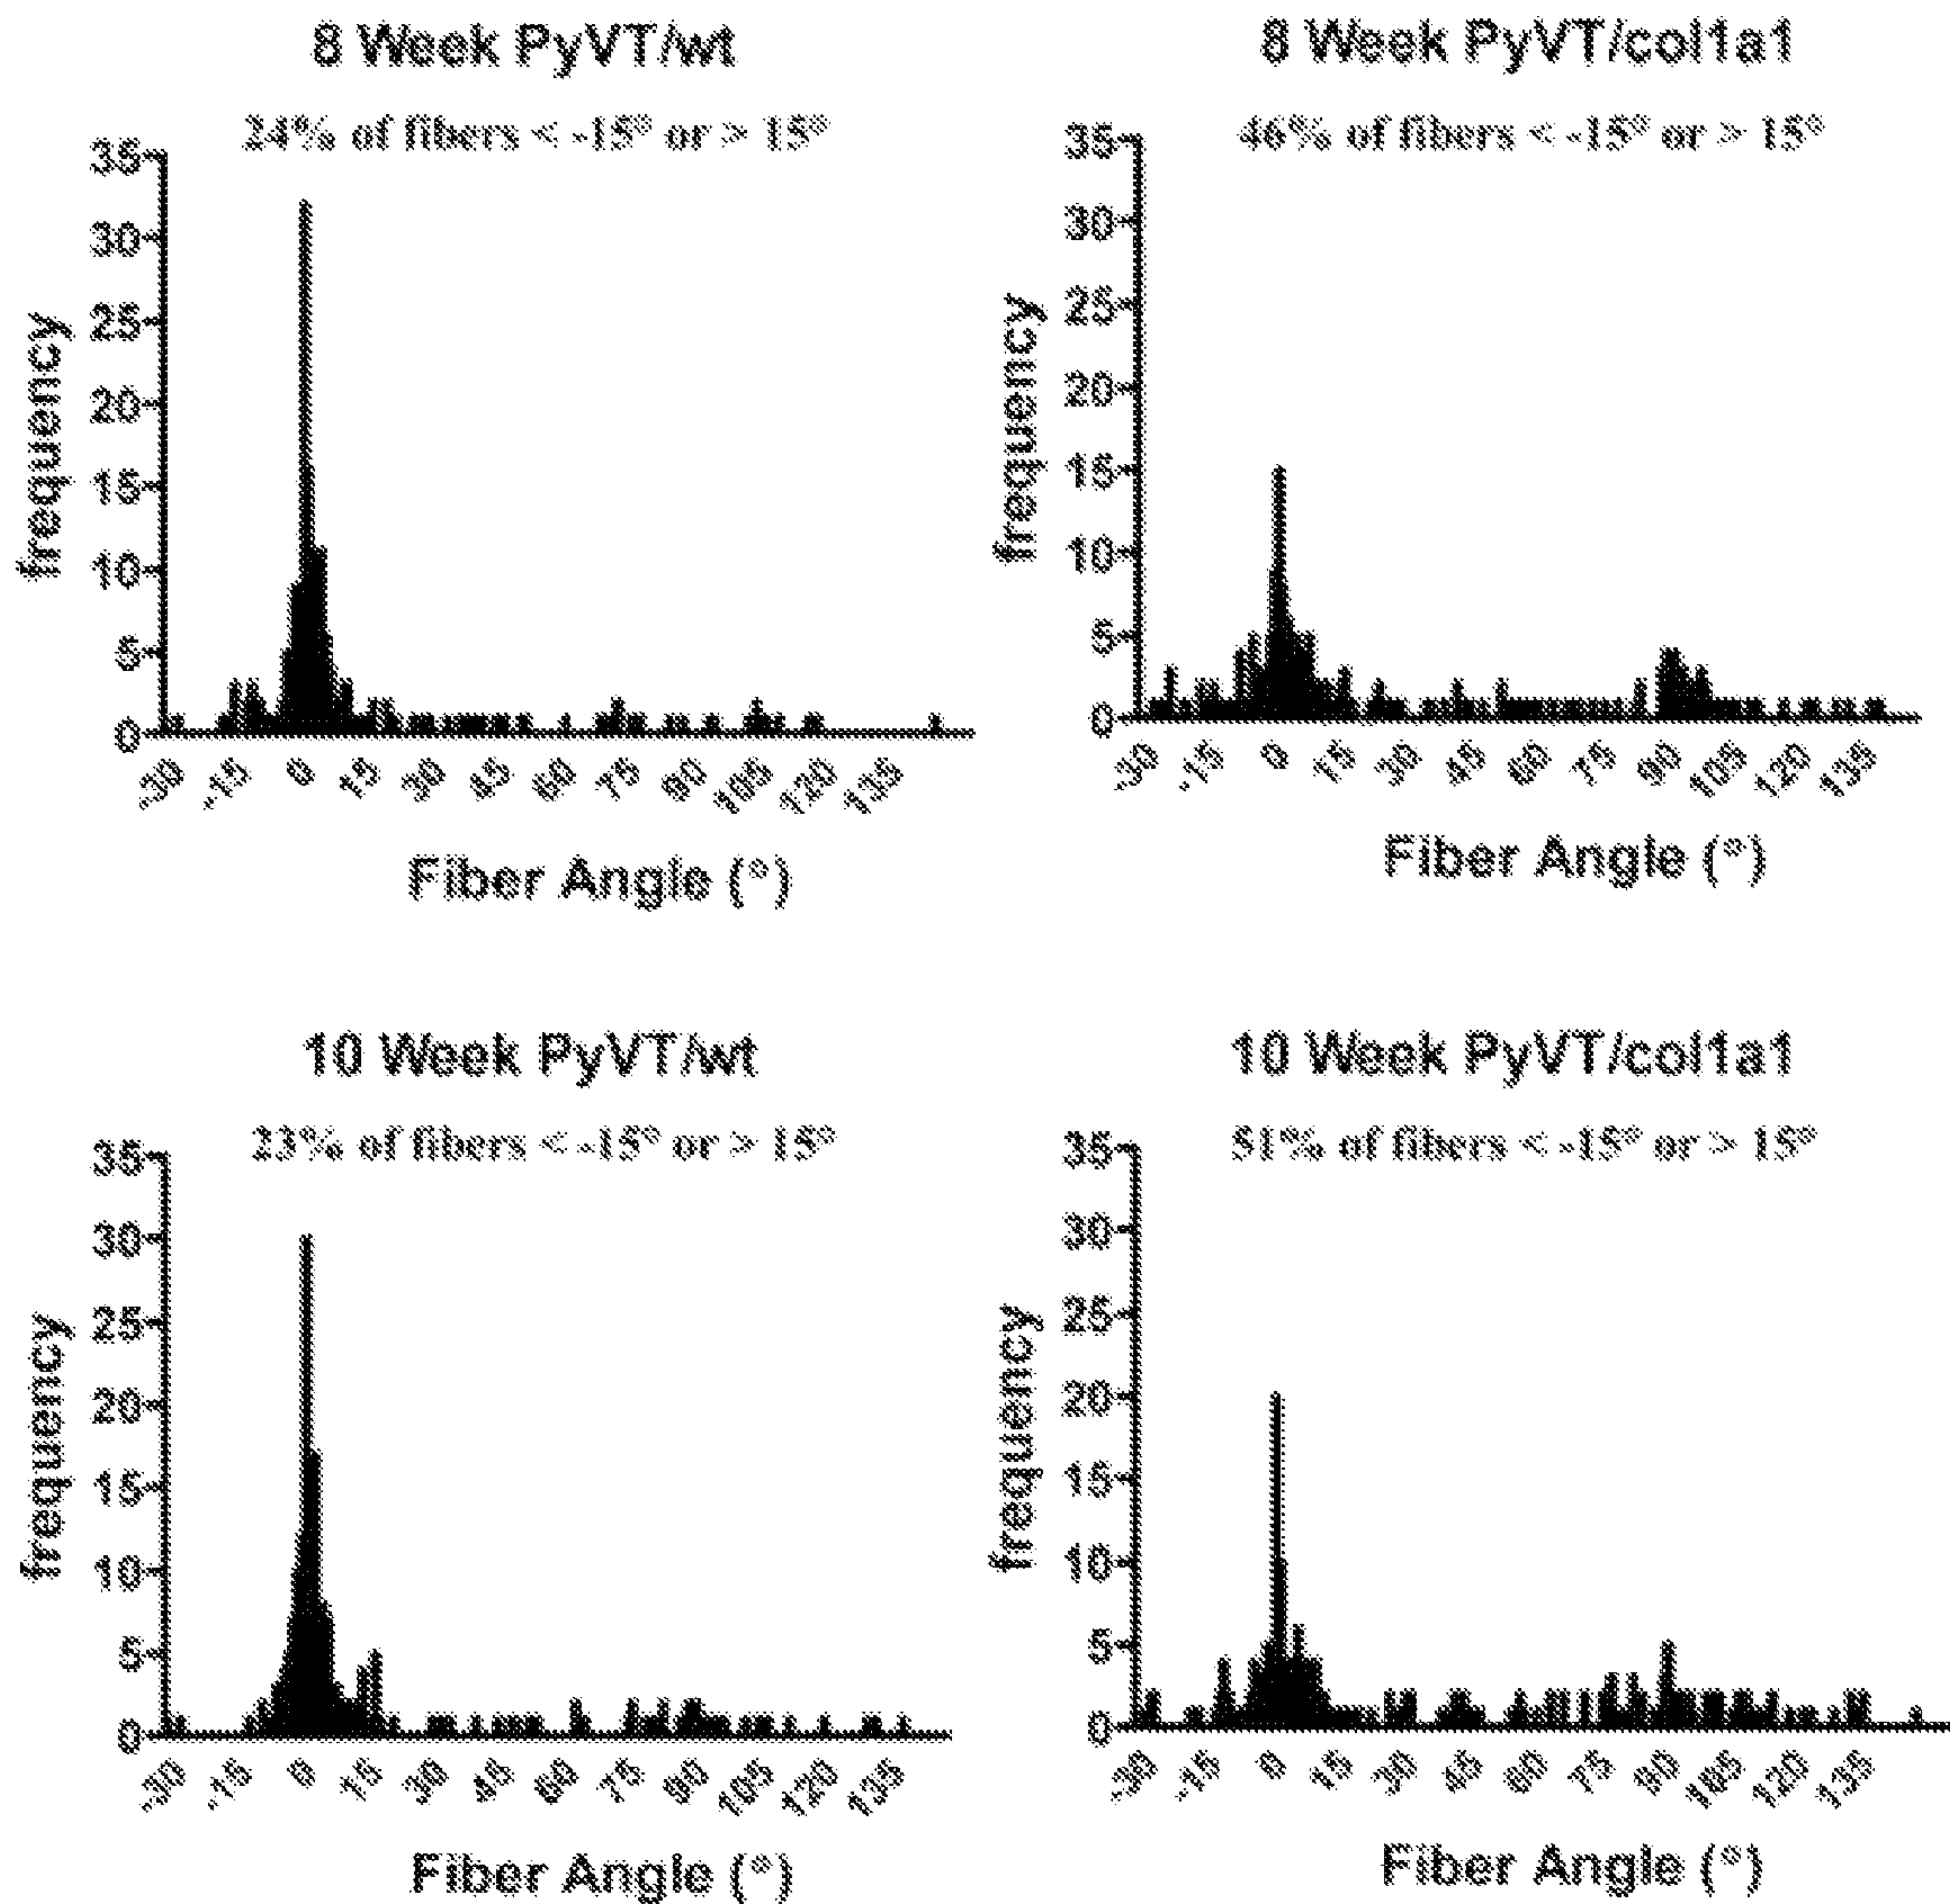 8 Week PyVT/wt
24% of fibers < -15° or > 15°
35
30
25
20
15
10
5
0
frequency
-30 -15 0 15 30 45 60 75 90 105 120 135
Fiber Angle (°)
8 Week PyVT/col1a1
46% of fibers < -15° or > 15°
35
30
25
20
15
10
5
0
frequency
-30 -15 0 15 30 45 60 75 90 105 120 135
Fiber Angle (°)
10 Week PyVT/wt
23% of fibers < -15° or > 15°
35
30
25
20
15
10
5
0
frequency
-30 -15 0 15 30 45 60 75 90 105 120 135
Fiber Angle (°)
10 Week PyVT/col1a1
51% of fibers < -15° or > 15°
35
30
25
20
15
10
5
0
frequency
-30 -15 0 15 30 45 60 75 90 105 120 135
Fiber Angle (°)